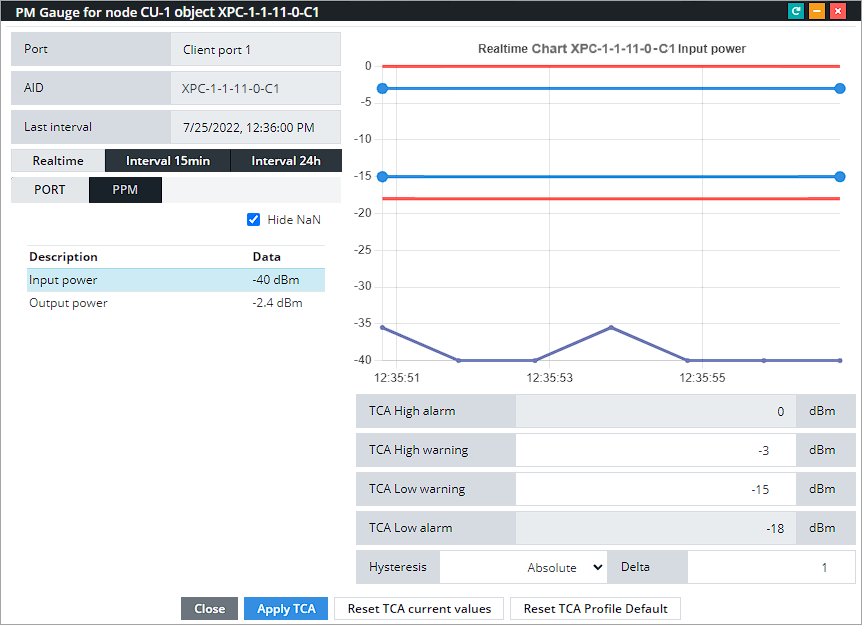 PM Gauge for node CU-1 object XPC-1-1-11-0-C1
Port Client port 1
AID XPC-1-1-11-0-C1
Last interval 7/25/2022, 12:36:00 PM
Realtime Interval 15min Interval 24h
PORT PPM
Hide NaN
Description Data
Input power -40 dBm
Output power -2.4 dBm
Realtime Chart XPC-1-1-11-0-C1 Input power
0
-5
-10
-15
-20
-25
-30
-35
-40
12:35:51 12:35:53 12:35:55
TCA High alarm 0 dBm
TCA High warning -3 dBm
TCA Low warning -15 dBm
TCA Low alarm -18 dBm
Hysteresis Absolute Delta 1
Close Apply TCA Reset TCA current values Reset TCA Profile Default